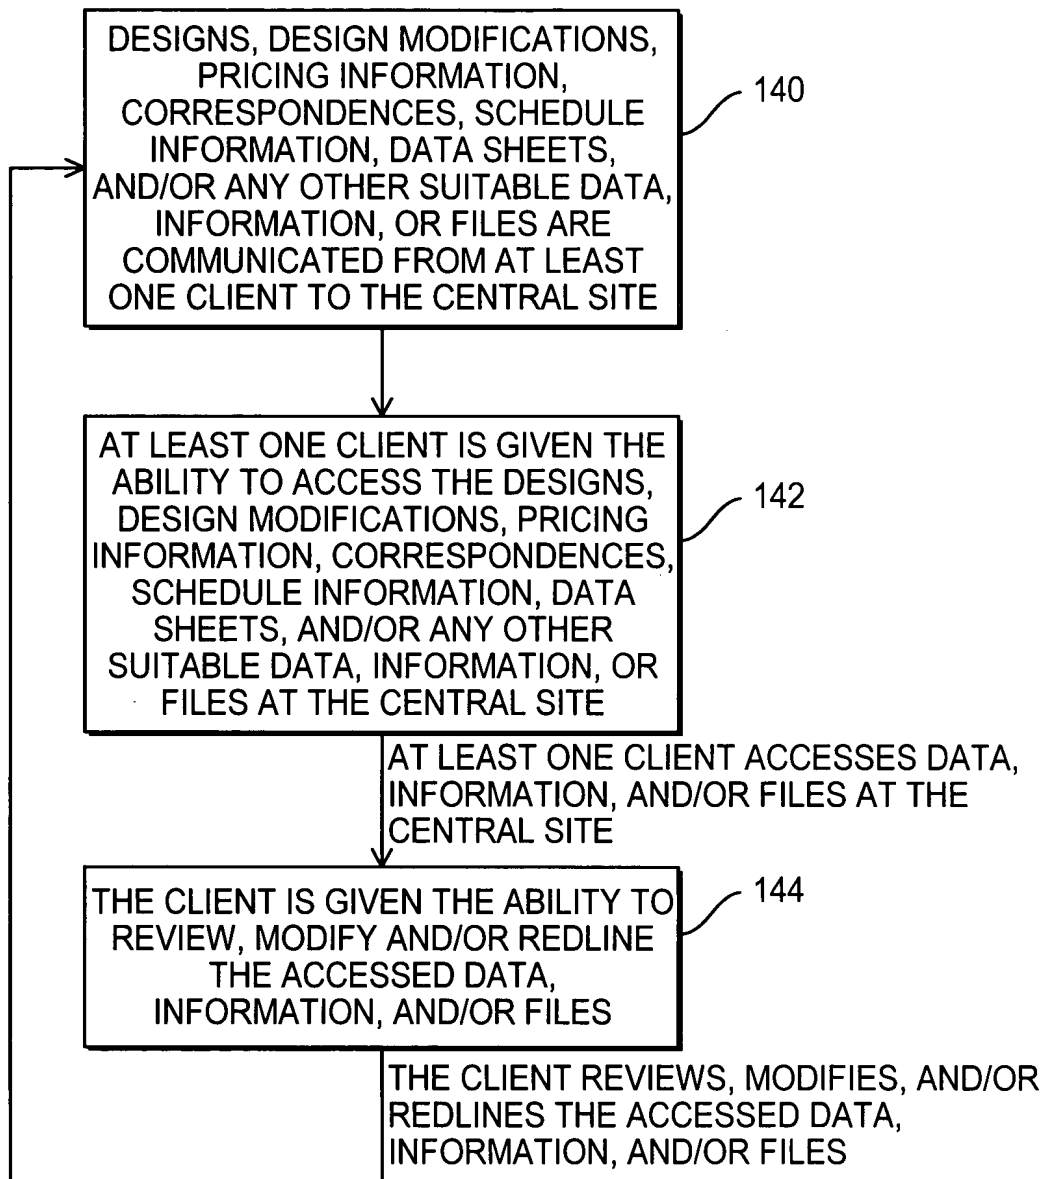 DESIGNS, DESIGN MODIFICATIONS,
PRICING INFORMATION,
CORRESPONDENCES, SCHEDULE
INFORMATION, DATA SHEETS,
AND/OR ANY OTHER SUITABLE DATA,
INFORMATION, OR FILES ARE
COMMUNICATED FROM AT LEAST
ONE CLIENT TO THE CENTRAL SITE
140
AT LEAST ONE CLIENT IS GIVEN THE
ABILITY TO ACCESS THE DESIGNS,
DESIGN MODIFICATIONS, PRICING
INFORMATION, CORRESPONDENCES,
SCHEDULE INFORMATION, DATA
SHEETS, AND/OR ANY OTHER
SUITABLE DATA, INFORMATION, OR
FILES AT THE CENTRAL SITE
142
AT LEAST ONE CLIENT ACCESSES DATA,
INFORMATION, AND/OR FILES AT THE
CENTRAL SITE
THE CLIENT IS GIVEN THE ABILITY TO
REVIEW, MODIFY AND/OR REDLINE
THE ACCESSED DATA,
INFORMATION, AND/OR FILES
144
THE CLIENT REVIEWS, MODIFIES, AND/OR
REDLINES THE ACCESSED DATA,
INFORMATION, AND/OR FILES